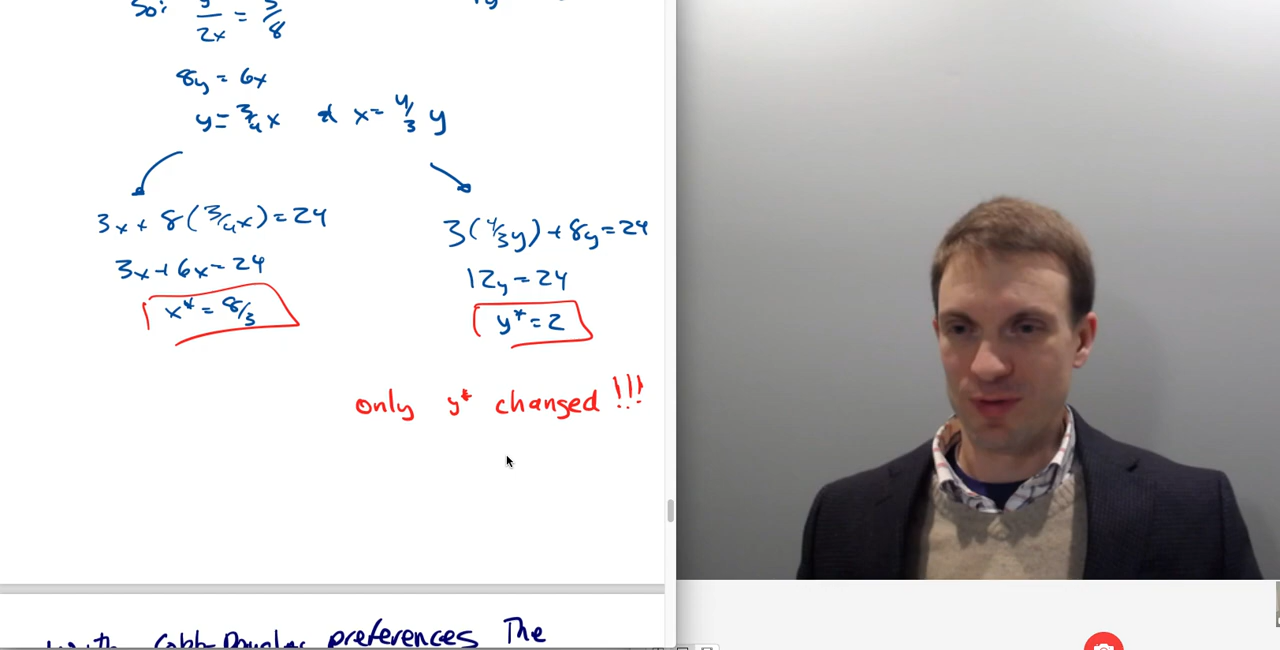 So: y/2x = 3/8
8y = 6x
y = 3/4 x & x = 4/3 y
3x + 8(3/4x) = 24
3x + 6x = 24
x* = 8/3
3(4/3y) + 8y = 24
12y = 24
y* = 2
only y* changed !!!
with Cobb-Douglas preferences The